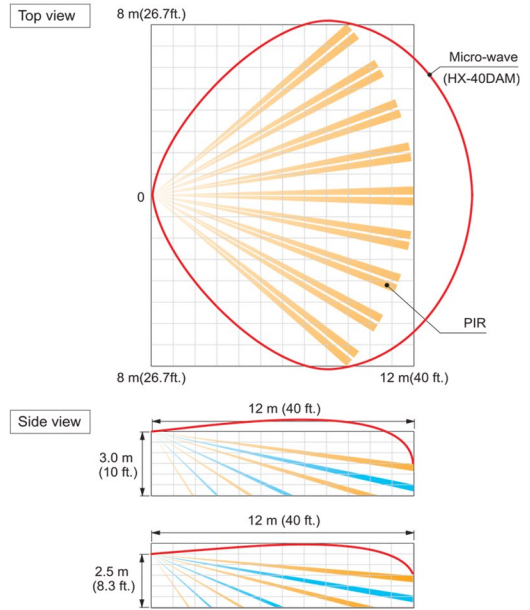 Top view
8 m(26.7ft.)
Micro-wave
(HX-40DAM)
0
PIR
8 m(26.7ft.)
12 m(40 ft.)
Side view
12 m (40 ft.)
3.0 m
(10 ft.)
12 m (40 ft.)
2.5 m
(8.3 ft.)